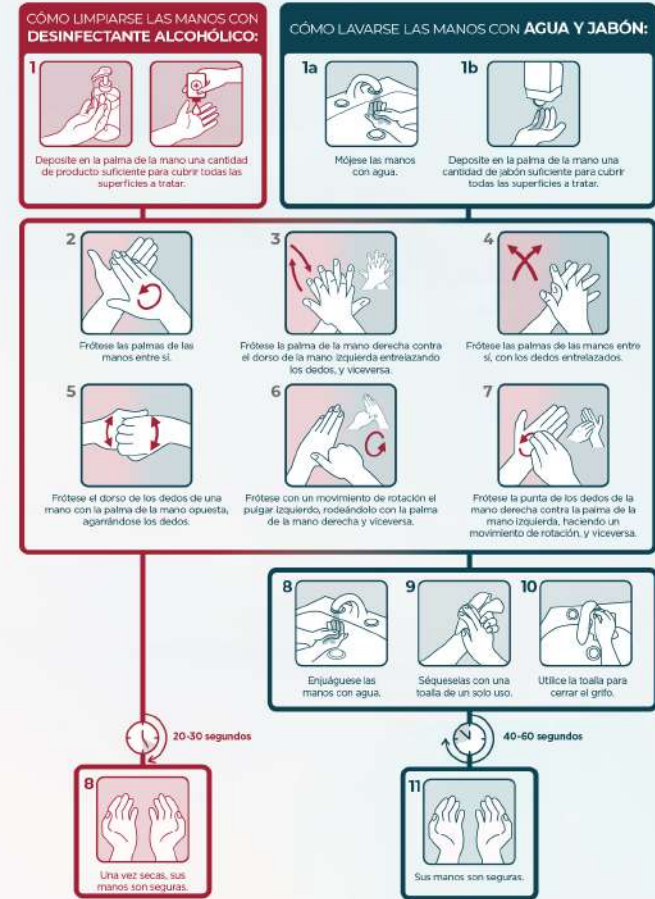 CÓMO LIMPIARSE LAS MANOS CON
DESINFECTANTE ALCOHÓLICO:
1
Deposite en la palma de la mano una cantidad
de producto suficiente para cubrir todas las
superficies a tratar.
CÓMO LAVARSE LAS MANOS CON AGUA Y JABÓN:
1a
Mójese las manos
con agua.
1b
Deposite en la palma de la mano una
cantidad de jabón suficiente para cubrir
todas las superficies a tratar.
2
Frótese las palmas de las
manos entre sí.
3
Frótese la palma de la mano derecha contra
el dorso de la mano izquierda entrelazando
los dedos, y viceversa.
4
Frótese las palmas de las manos entre
sí, con los dedos entrelazados.
5
Frótese el dorso de los dedos de una
mano con la palma de la mano opuesta,
agarrándose los dedos.
6
Frótese con un movimiento de rotación el
pulgar izquierdo, rodeándolo con la palma
de la mano derecha y viceversa.
7
Frótese la punta de los dedos de la
mano derecha contra la palma de la
mano izquierda, haciendo un
movimiento de rotación, y viceversa.
8
Enjuáguese las
manos con agua.
9
Séqueselas con una
toalla de un solo uso.
10
Utilice la toalla para
cerrar el grifo.
20-30 segundos
40-60 segundos
8
Una vez secas, sus
manos son seguras.
11
Sus manos son seguras.